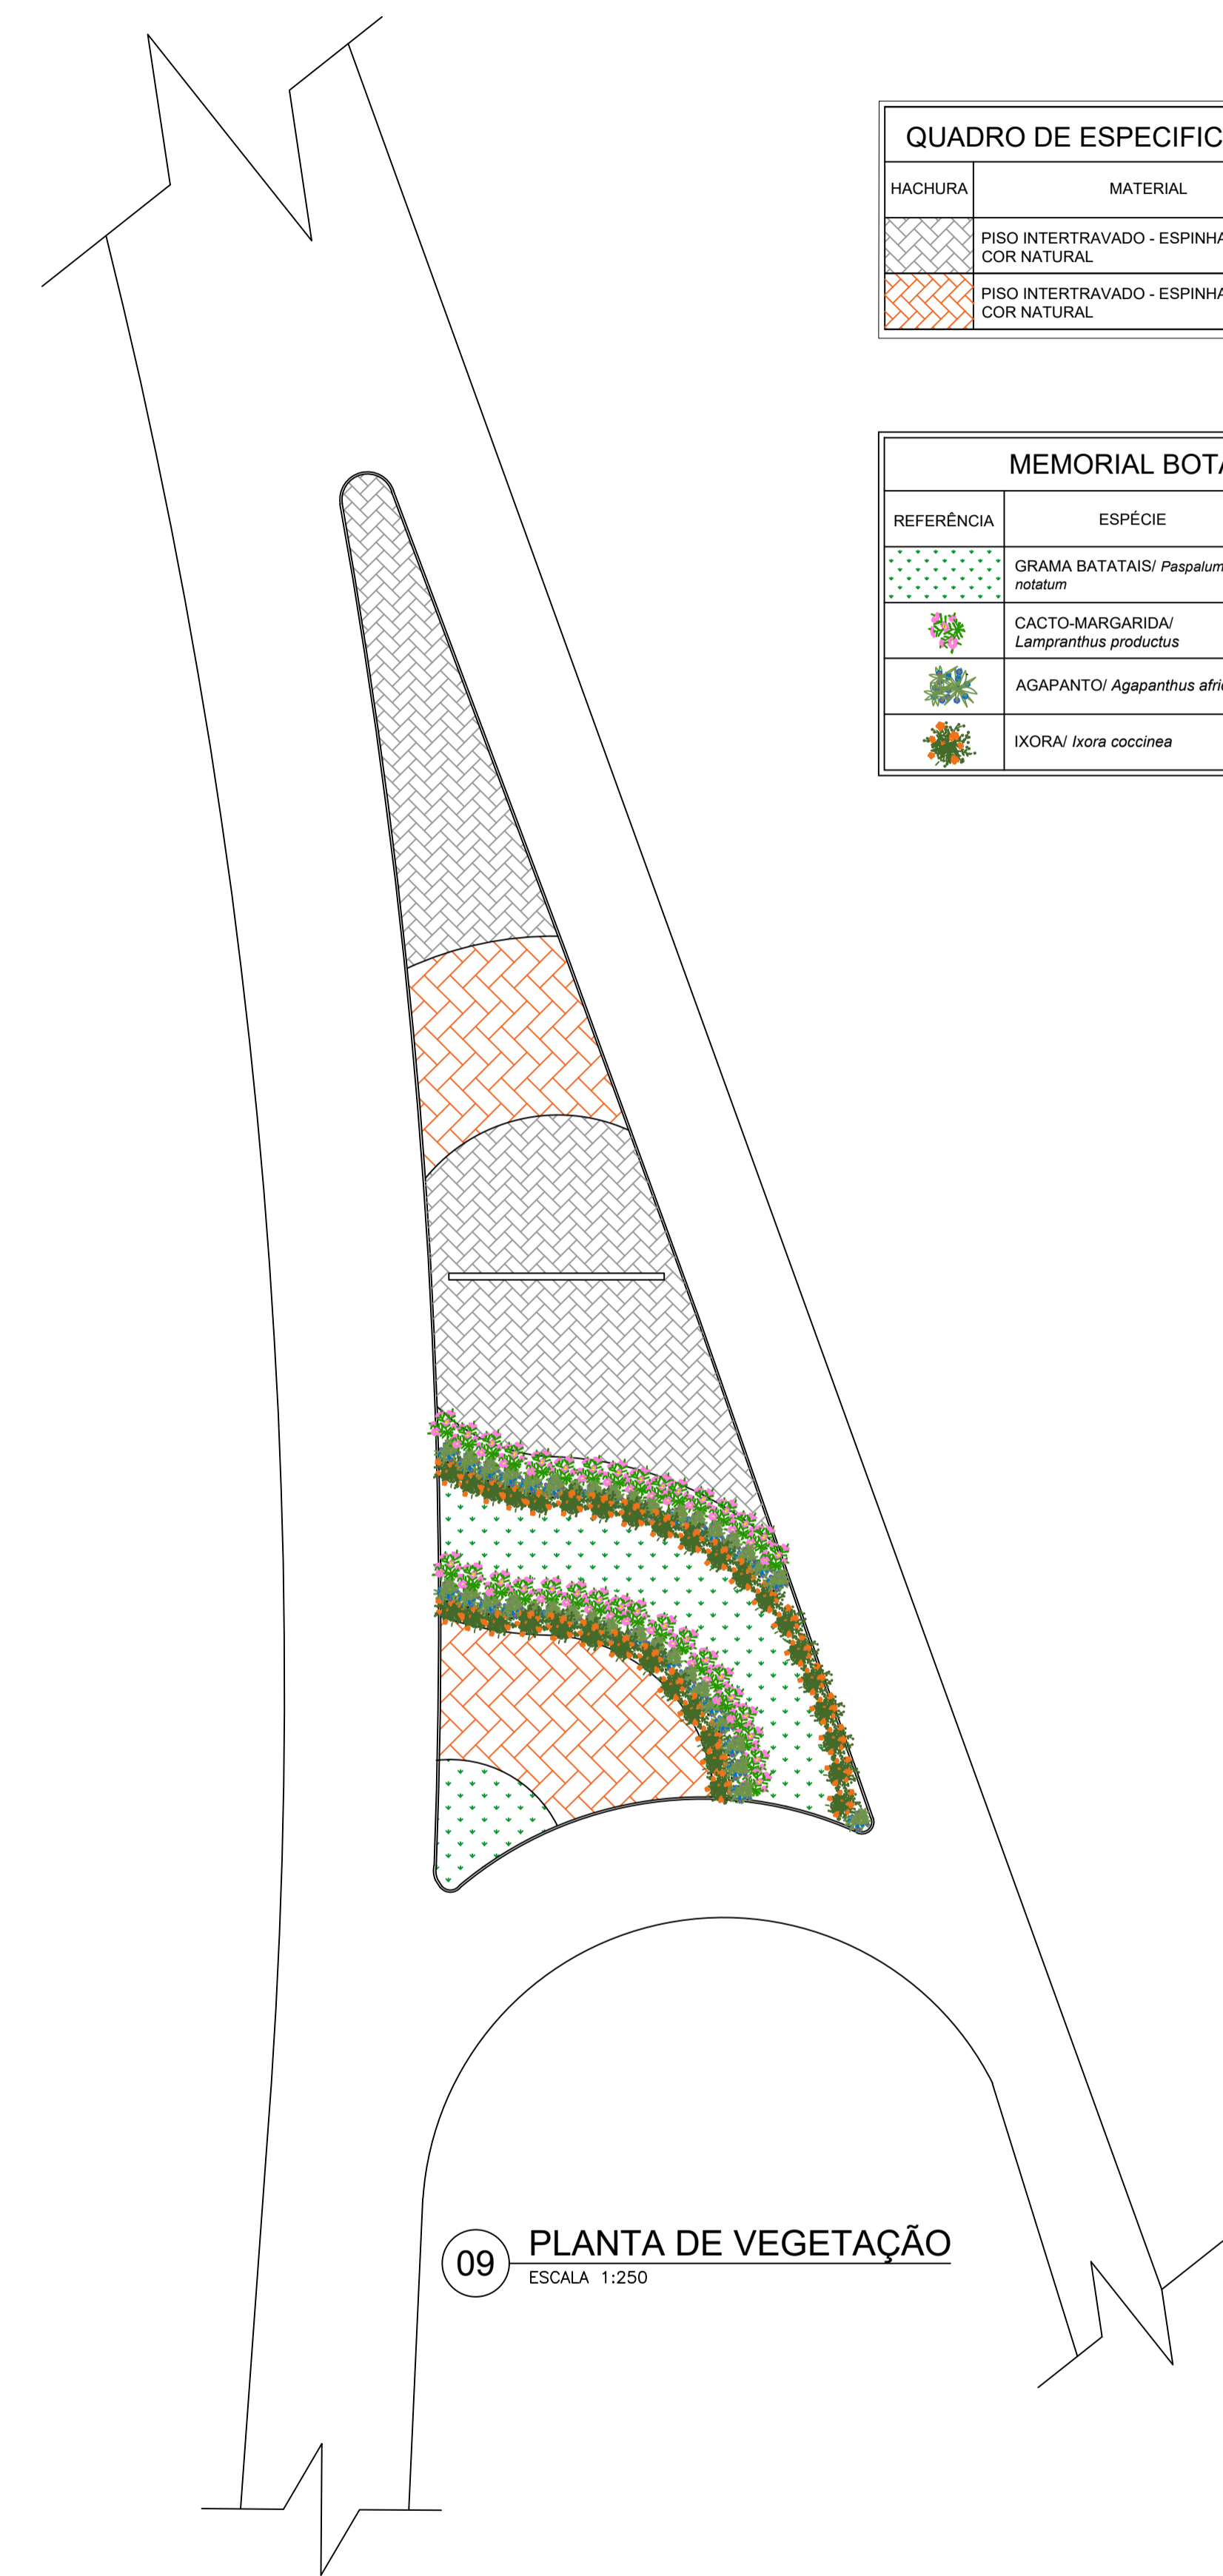 QUADRO DE ESPECIFIC
HACHURA
MATERIAL
PISO INTERTRAVADO - ESPINHA
COR NATURAL
PISO INTERTRAVADO - ESPINHA
COR NATURAL
MEMORIAL BOTA
REFERÊNCIA
ESPÉCIE
GRAMA BATATAIS/ Paspalum
notatum
CACTO-MARGARIDA/
Lampranthus productus
AGAPANTO/ Agapanthus afri
IXORA/ Ixora coccinea
09
PLANTA DE VEGETAÇÃO
ESCALA 1:250